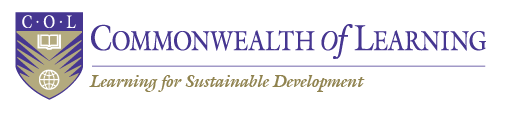 C·O·L
COMMONWEALTH of LEARNING
Learning for Sustainable Development